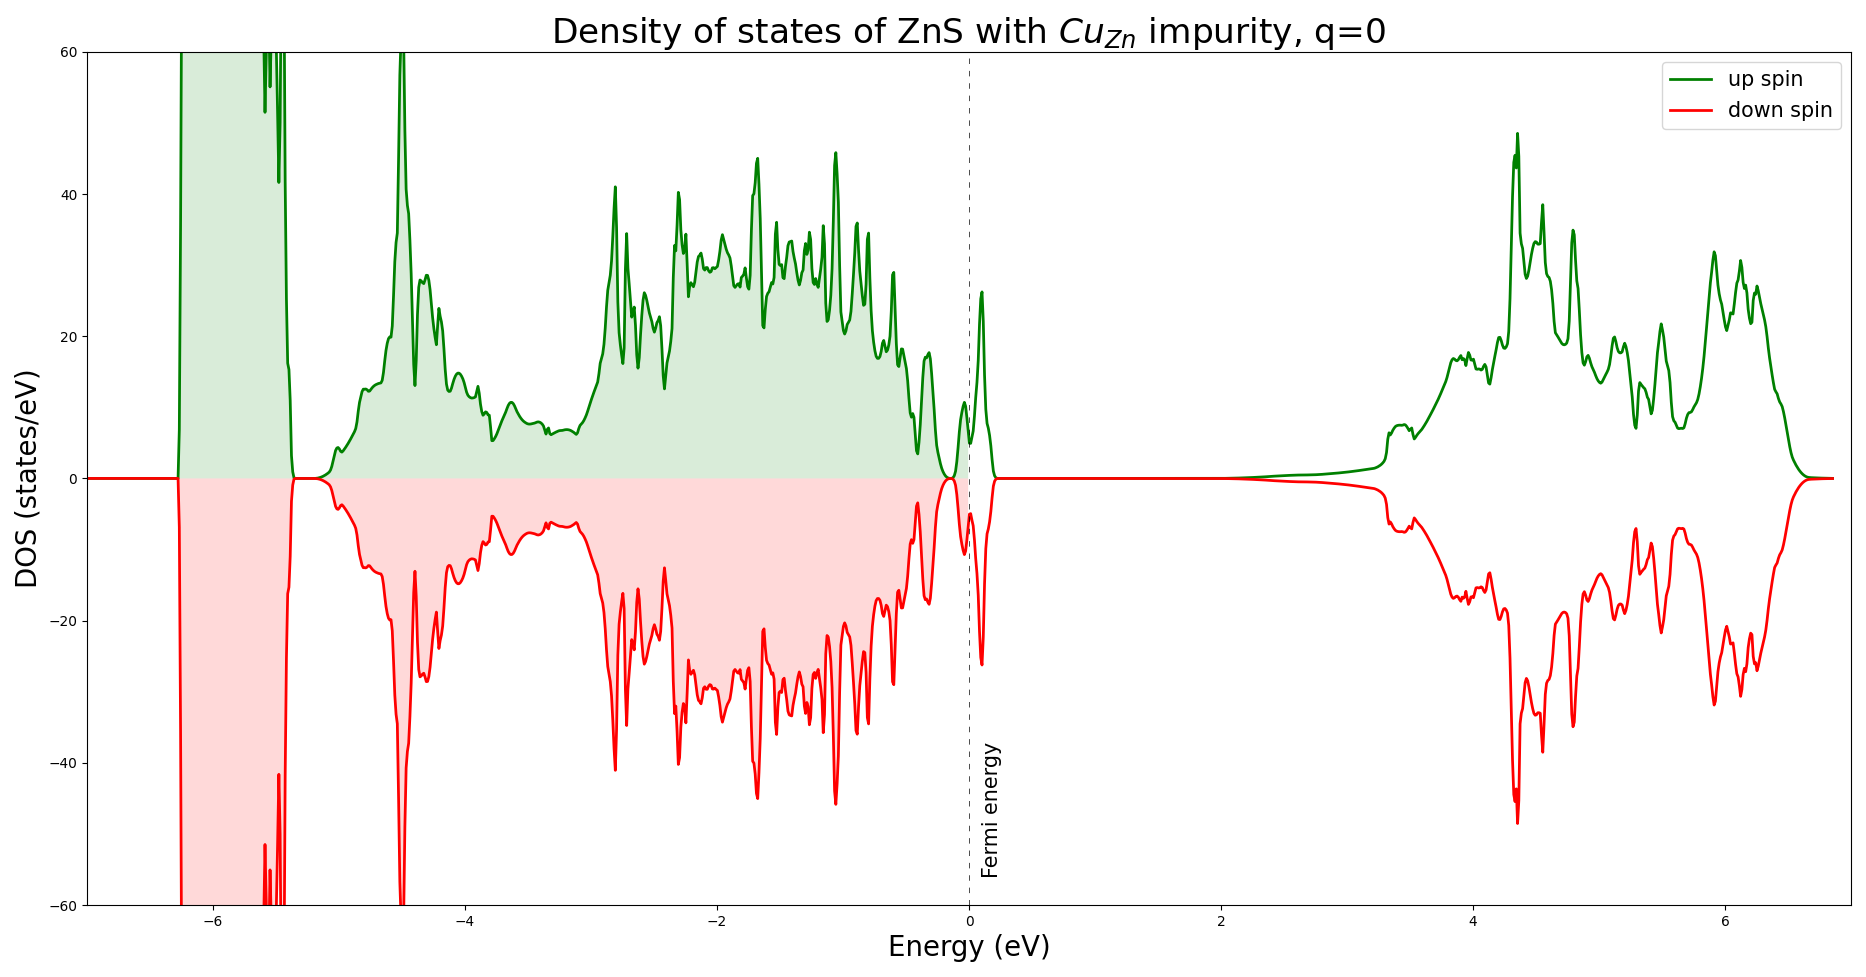 Density of states of ZnS with Cu_Zn impurity, q=0
up spin
down spin
DOS (states/eV)
60
40
20
0
−20
−40
−60
Fermi energy
−6
−4
−2
0
2
4
6
Energy (eV)